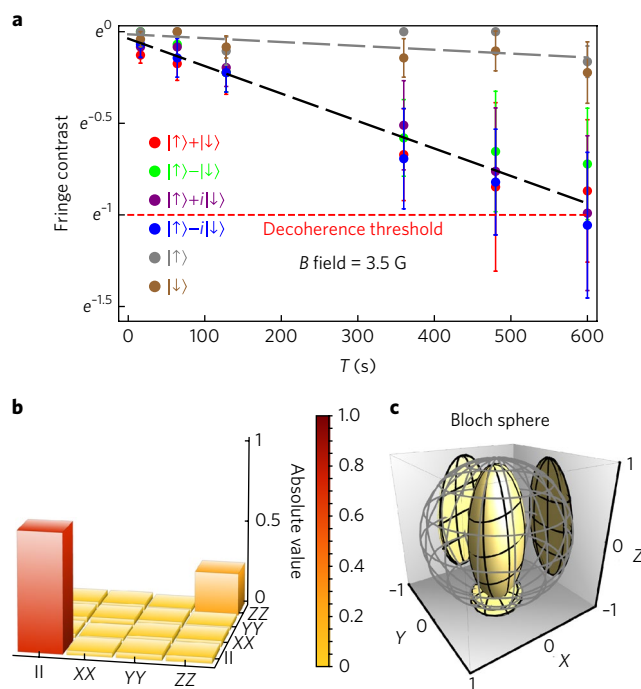 a
Fringe contrast
e^0
e^−0.5
e^−1
e^−1.5
|↑⟩+|↓⟩
|↑⟩−|↓⟩
|↑⟩+i|↓⟩
|↑⟩−i|↓⟩
|↑⟩
|↓⟩
Decoherence threshold
B field = 3.5 G
0 100 200 300 400 500 600
T (s)
b
1
0.5
0
ZZ
YY
XX
II
II XX YY ZZ
Absolute value
1.0
0.8
0.6
0.4
0.2
0
c
Bloch sphere
1
0
Z
−1
−1
0
Y
1
0
X